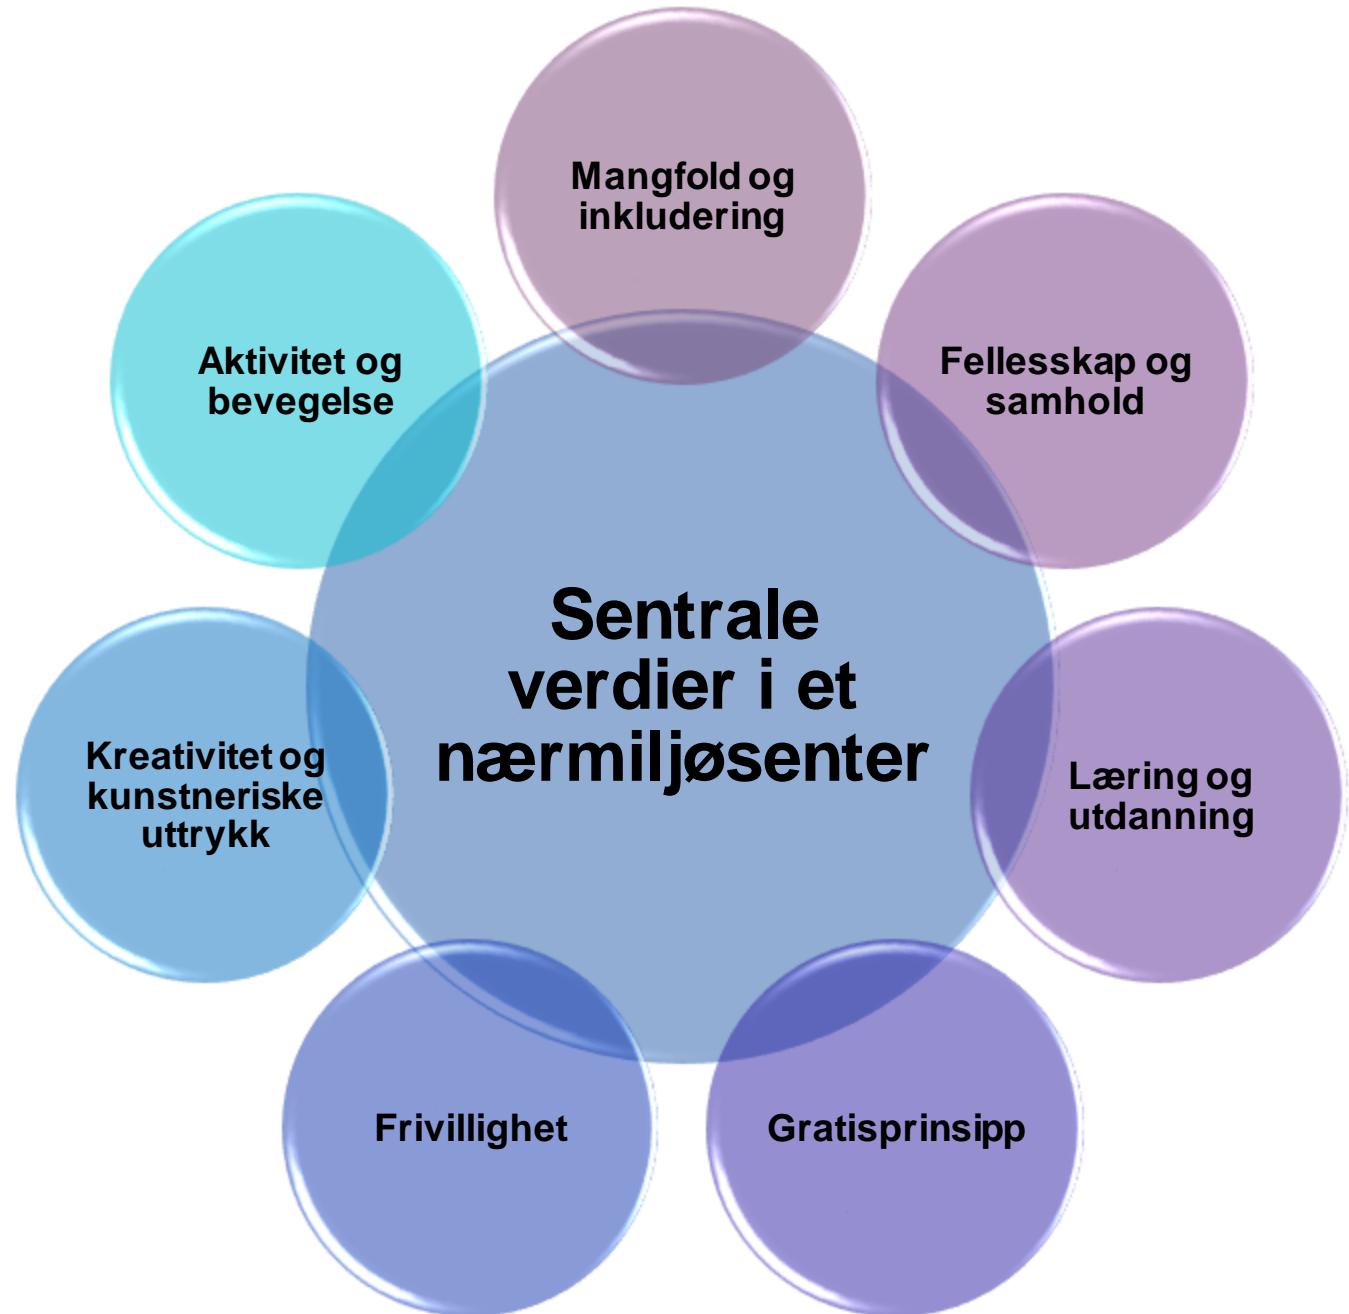 Mangfold og
inkludering
Fellesskap og
samhold
Læring og
utdanning
Gratisprinsipp
Frivillighet
Kreativitet og
kunstneriske
uttrykk
Aktivitet og
bevegelse
Sentrale
verdier i et
nærmiljøsenter